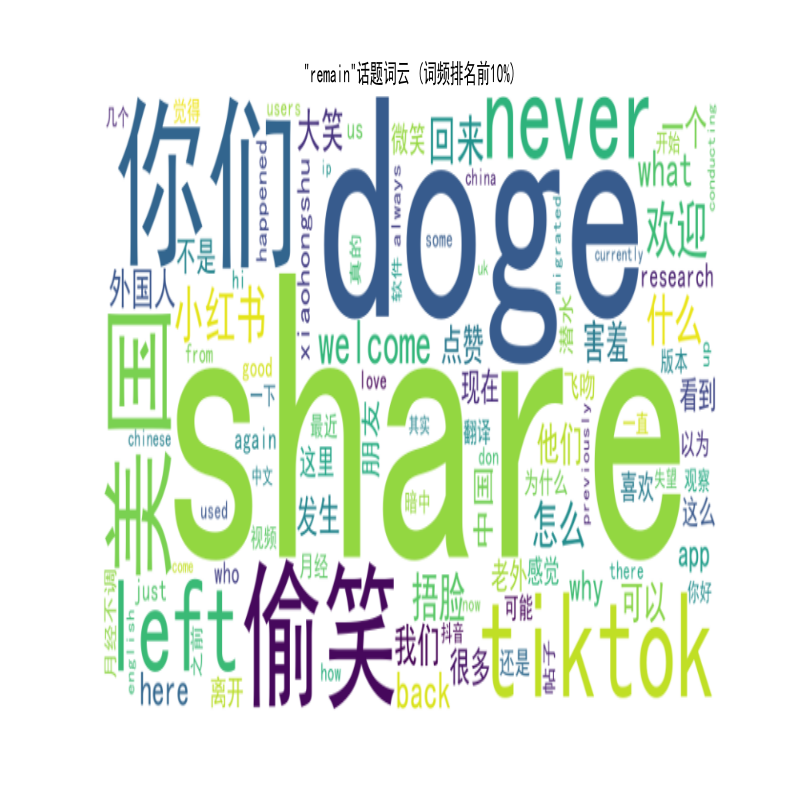 "remain"话题词云 (词频排名前10%)
几个
觉得
users
大笑
us
微笑
回来
never
一个
开始
conducting
你们
doge
what
欢迎
不是
happened
hi
xiaohongshu
ip
真的
always
软件
some
china
uk
migrated
currently
外国人
小红书
research
什么
from
welcome
点赞
潜水
害羞
版本
up
美国
share
good
一下
love
现在
飞吻
看到
chinese
again
最近
其实
翻译
他们
一直
以为
中文
这里
朋友
don
previously
为什么
喜欢
失望
观察
used
发生
暗中
中国
怎么
这么
视频
月经
come
who
老外
感觉
there
app
你好
月经不调
just
left
偷笑
捂脸
now
why
可以
可能
tiktok
english
之前
我们
抖音
很多
还是
帖子
here
离开
how
back